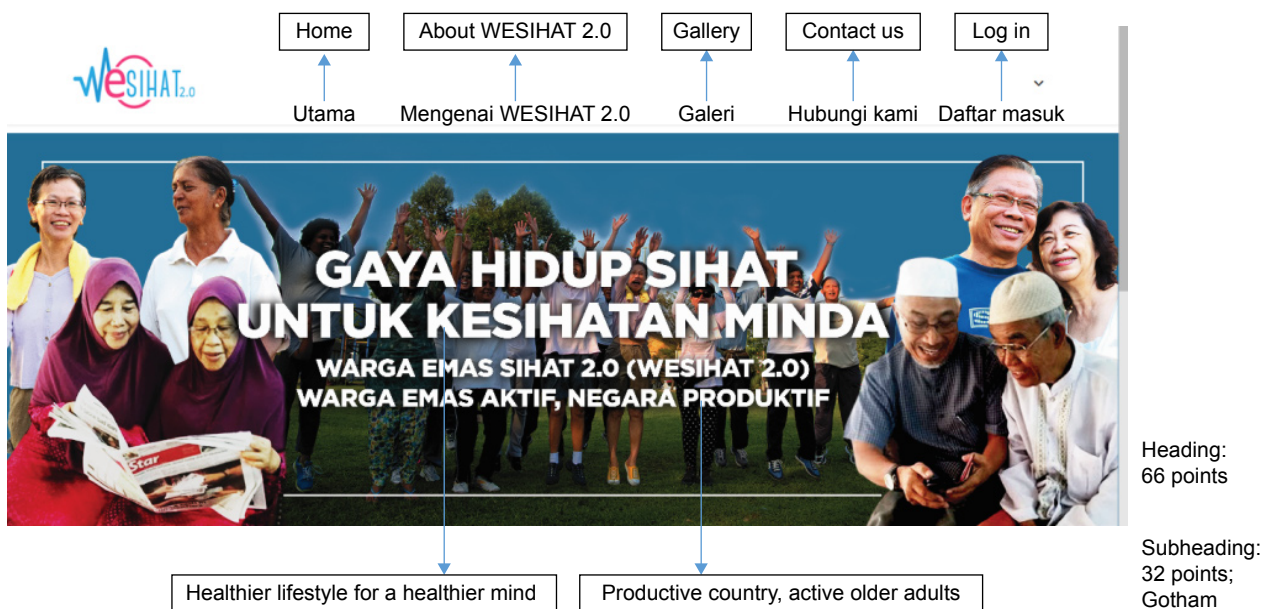 Home About WESIHAT 2.0 Gallery Contact us Log in
WeSIHAT2.0
Utama Mengenai WESIHAT 2.0 Galeri Hubungi kami Daftar masuk
GAYA HIDUP SIHAT
UNTUK KESIHATAN MINDA
WARGA EMAS SIHAT 2.0 (WESIHAT 2.0)
WARGA EMAS AKTIF, NEGARA PRODUKTIF
Star
Heading:
66 points
Subheading:
32 points;
Gotham
Healthier lifestyle for a healthier mind Productive country, active older adults